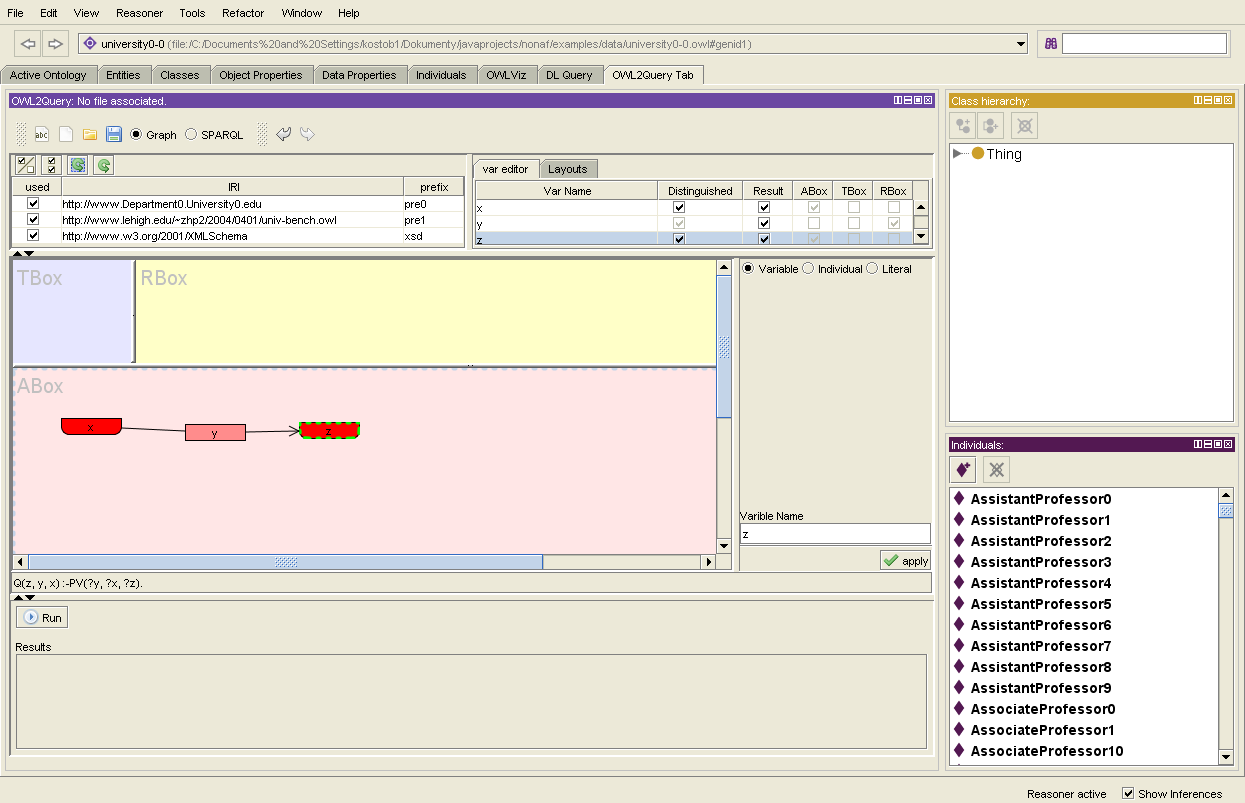 File Edit View Reasoner Tools Refactor Window Help
university0-0 (file:/C:/Documents%20and%20Settings/kostob1/Dokumenty/javaprojects/nonaf/examples/data/university0-0.owl#genid1)
Active Ontology Entities Classes Object Properties Data Properties Individuals OWLViz DL Query OWL2Query Tab
OWL2Query: No file associated.
abc Graph SPARQL
used IRI prefix
http://www.Department0.University0.edu pre0
http://www.lehigh.edu/~zhp2/2004/0401/univ-bench.owl pre1
http://www.w3.org/2001/XMLSchema xsd
var editor Layouts
Var Name Distinguished Result ABox TBox RBox
x
y
z
TBox RBox
ABox
x y z
Variable Individual Literal
Varible Name
z
apply
Q(z, y, x) :-PV(?y, ?x, ?z).
Run
Results
Class hierarchy:
Thing
Individuals:
AssistantProfessor0
AssistantProfessor1
AssistantProfessor2
AssistantProfessor3
AssistantProfessor4
AssistantProfessor5
AssistantProfessor6
AssistantProfessor7
AssistantProfessor8
AssistantProfessor9
AssociateProfessor0
AssociateProfessor1
AssociateProfessor10
Reasoner active Show Inferences